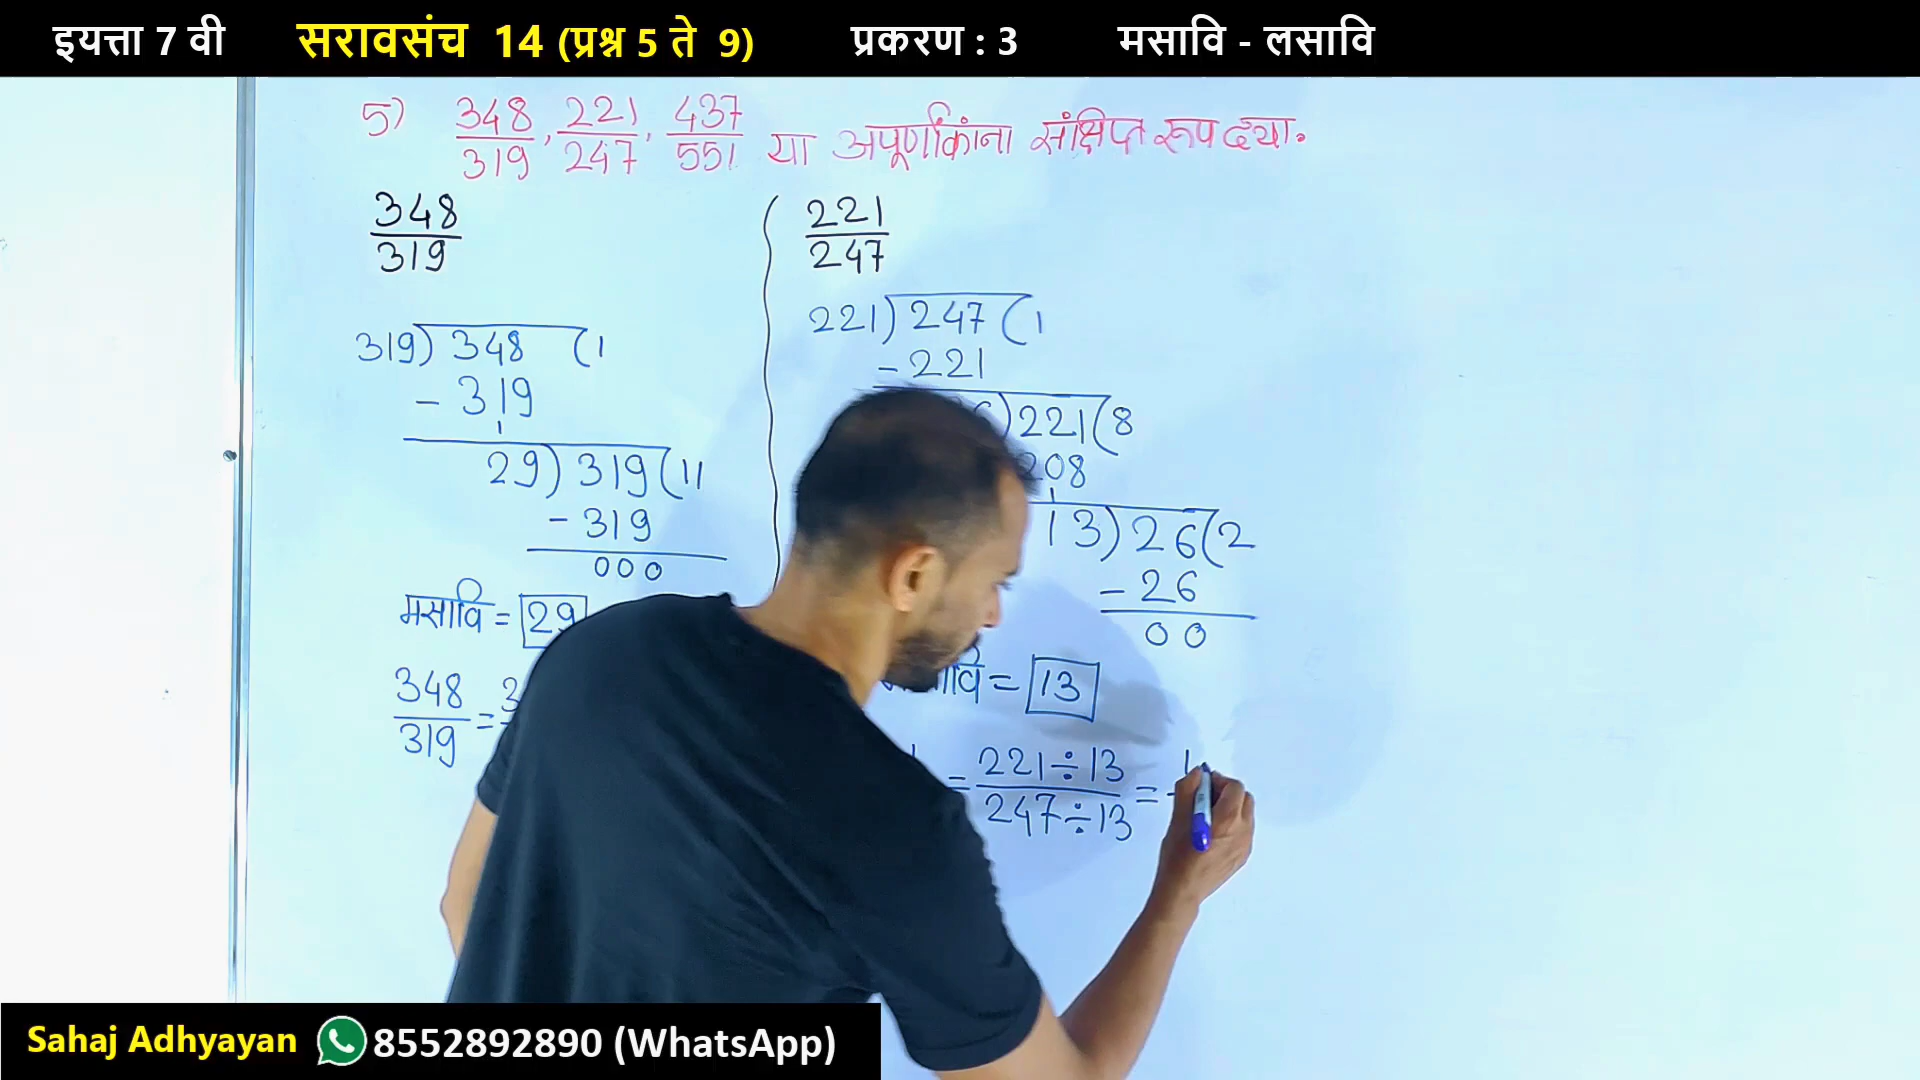 इयत्ता 7 वी सरावसंच 14 (प्रश्न 5 ते 9) प्रकरण : 3 मसावि - लसावि
5) 348/319, 221/247, 437/551 या अपूर्णांकांना संक्षिप्त रूप द्या.
348/319
319) 348 (1
- 319
29) 319 (11
- 319
000
मसावि = 29
348/319 =
221/247
221) 247 (1
- 221
) 221 (8
208
13) 26 (2
- 26
00
= 13
= 221÷13/247÷13 =
Sahaj Adhyayan 8552892890 (WhatsApp)